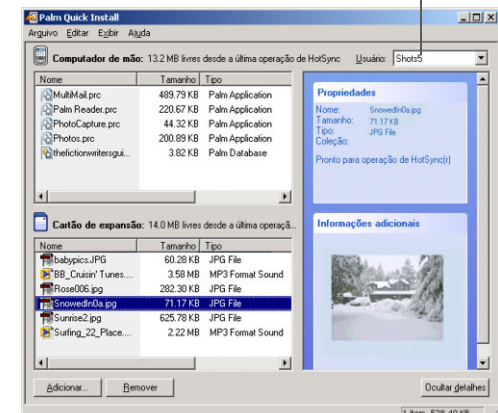 Palm Quick Install
Arquivo Editar Exibir Ajuda
Computador de mão: 13.2 MB livres desde a última operação de HotSync Usuário: Shots5
Nome Tamanho Tipo
MultiMail.prc 489.79 KB Palm Application
Palm Reader.prc 220.67 KB Palm Application
PhotoCapture.prc 44.32 KB Palm Application
Photos.prc 200.89 KB Palm Application
thefictionwritersgui... 3.82 KB Palm Database
Propriedades
Nome: SnowedIn0a.jpg
Tamanho: 71.17 KB
Tipo: JPG File
Coleção:
Pronto para operação de HotSync(r)
Cartão de expansão: 14.0 MB livres desde a última operaçã...
Nome Tamanho Tipo
babypics.JPG 60.28 KB JPG File
BB_Cruisin' Tunes.... 3.58 MB MP3 Format Sound
Rose006.jpg 282.30 KB JPG File
SnowedIn0a.jpg 71.17 KB JPG File
Sunrise2.jpg 625.78 KB JPG File
Surfing_22_Place.... 2.22 MB MP3 Format Sound
Informações adicionais
Adicionar... Remover Ocultar detalhes
1 item, 528.40 KB